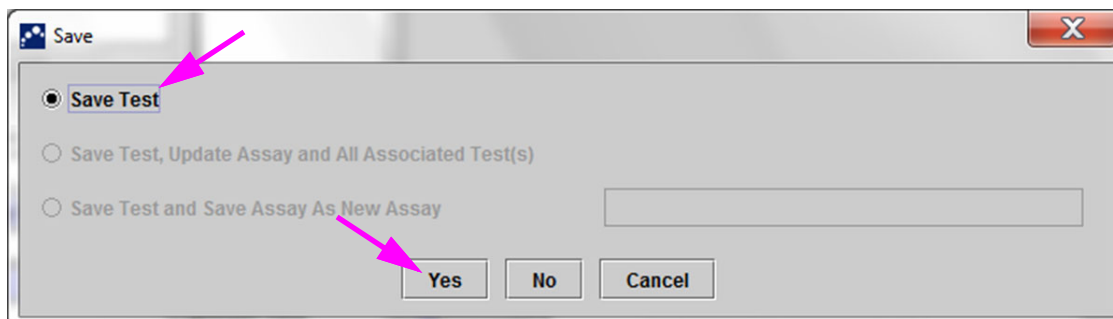 Save
Save Test
Save Test, Update Assay and All Associated Test(s)
Save Test and Save Assay As New Assay
Yes No Cancel